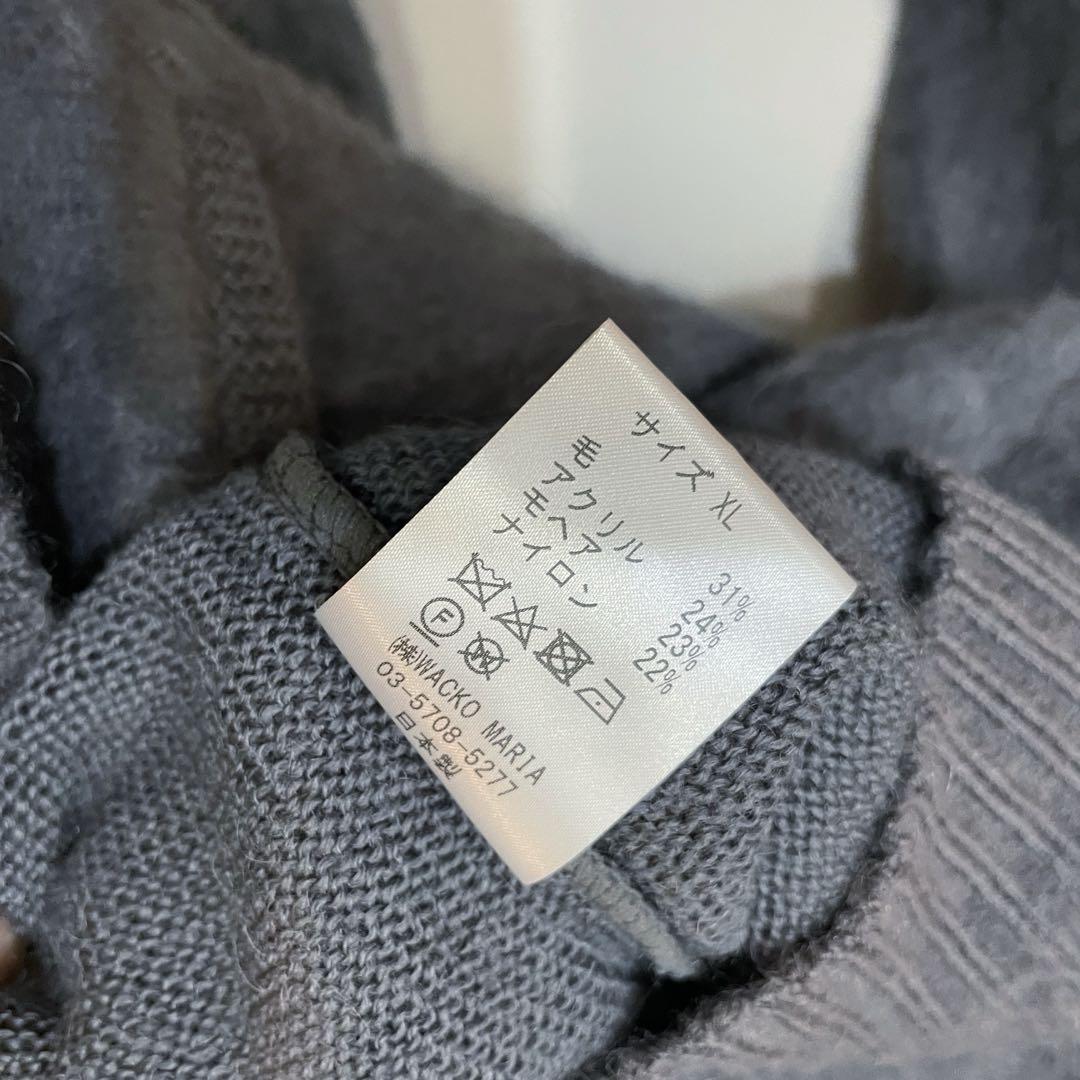 サイズ XL
毛 31%
アクリル 24%
モヘア 23%
ナイロン 22%
F W
(株)WACKO MARIA
03-5708-5277
日本製